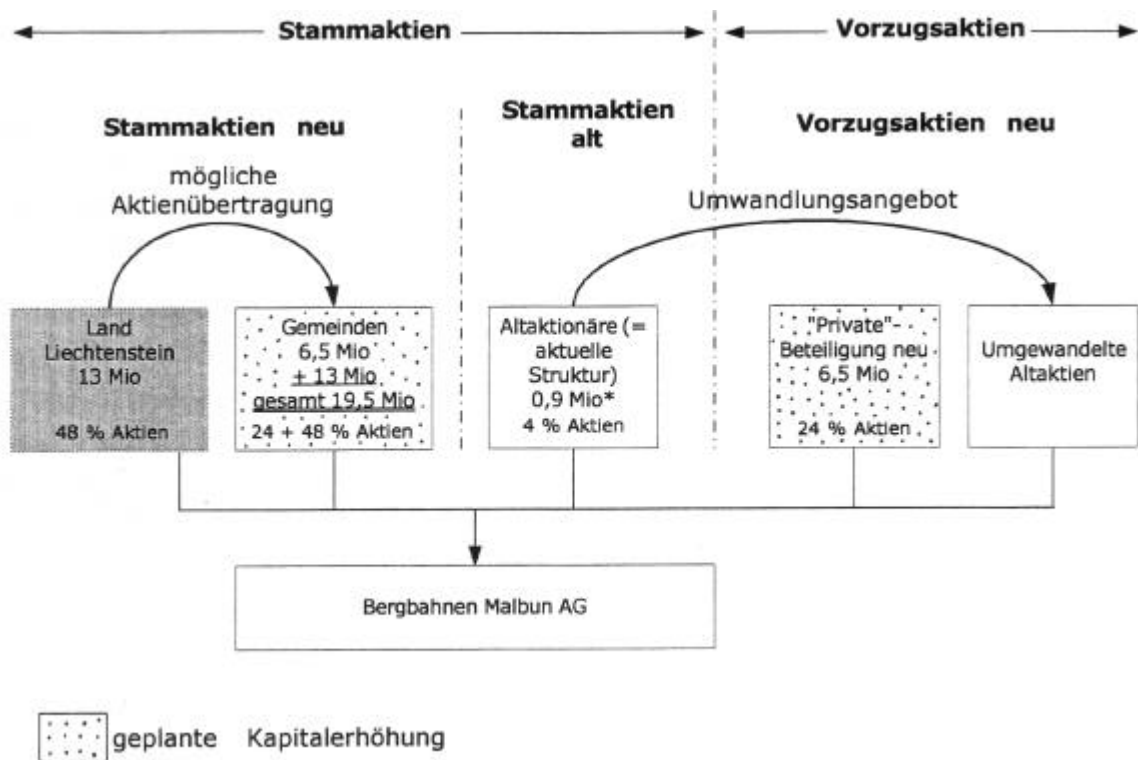 Stammaktien
Vorzugsaktien
Stammaktien neu
Stammaktien
alt
Vorzugsaktien neu
mögliche
Aktienübertragung
Umwandlungsangebot
Land
Liechtenstein
13 Mio
48 % Aktien
Gemeinden
6,5 Mio
+ 13 Mio
gesamt 19,5 Mio
24 + 48 % Aktien
Altaktionäre (=
aktuelle
Struktur)
0,9 Mio*
4 % Aktien
"Private"-
Beteiligung neu
6,5 Mio
24 % Aktien
Umgewandelte
Altaktien
Bergbahnen Malbun AG
geplante Kapitalerhöhung